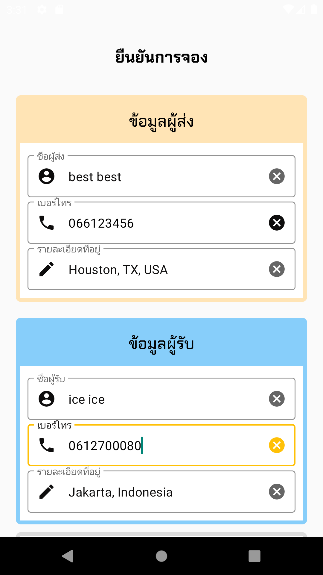 ยืนยันการจอง
ข้อมูลผู้ส่ง
ชื่อผู้ส่ง
best best
เบอร์โทร
066123456
รายละเอียดที่อยู่
Houston, TX, USA
ข้อมูลผู้รับ
ชื่อผู้รับ
ice ice
เบอร์โทร
0612700080
รายละเอียดที่อยู่
Jakarta, Indonesia